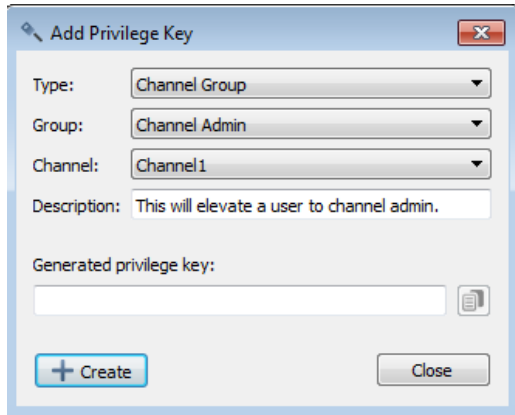 Add Privilege Key
Type: Channel Group
Group: Channel Admin
Channel: Channel1
Description: This will elevate a user to channel admin.
Generated privilege key:
Create Close